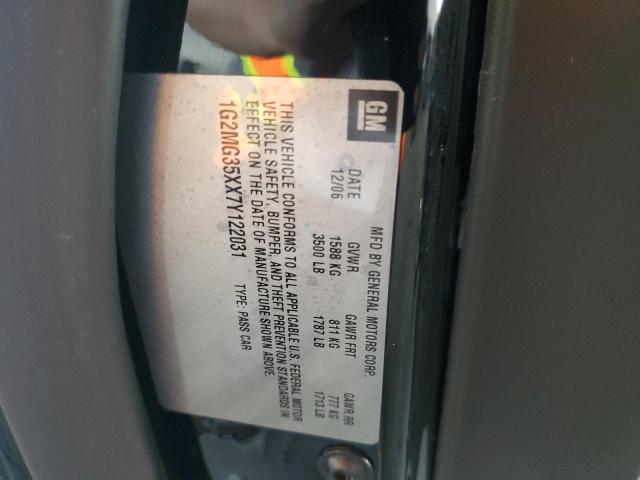 GM
MFD BY GENERAL MOTORS CORP.
DATE GVWR GAWR FRT GAWR RR
12/06 1588 KG 811 KG 777 KG
3500 LB 1787 LB 1713 LB
THIS VEHICLE CONFORMS TO ALL APPLICABLE U.S. FEDERAL MOTOR
VEHICLE SAFETY, BUMPER, AND THEFT PREVENTION STANDARDS IN
EFFECT ON THE DATE OF MANUFACTURE SHOWN ABOVE.
1G2MG35XX7Y122031 TYPE: PASS CAR